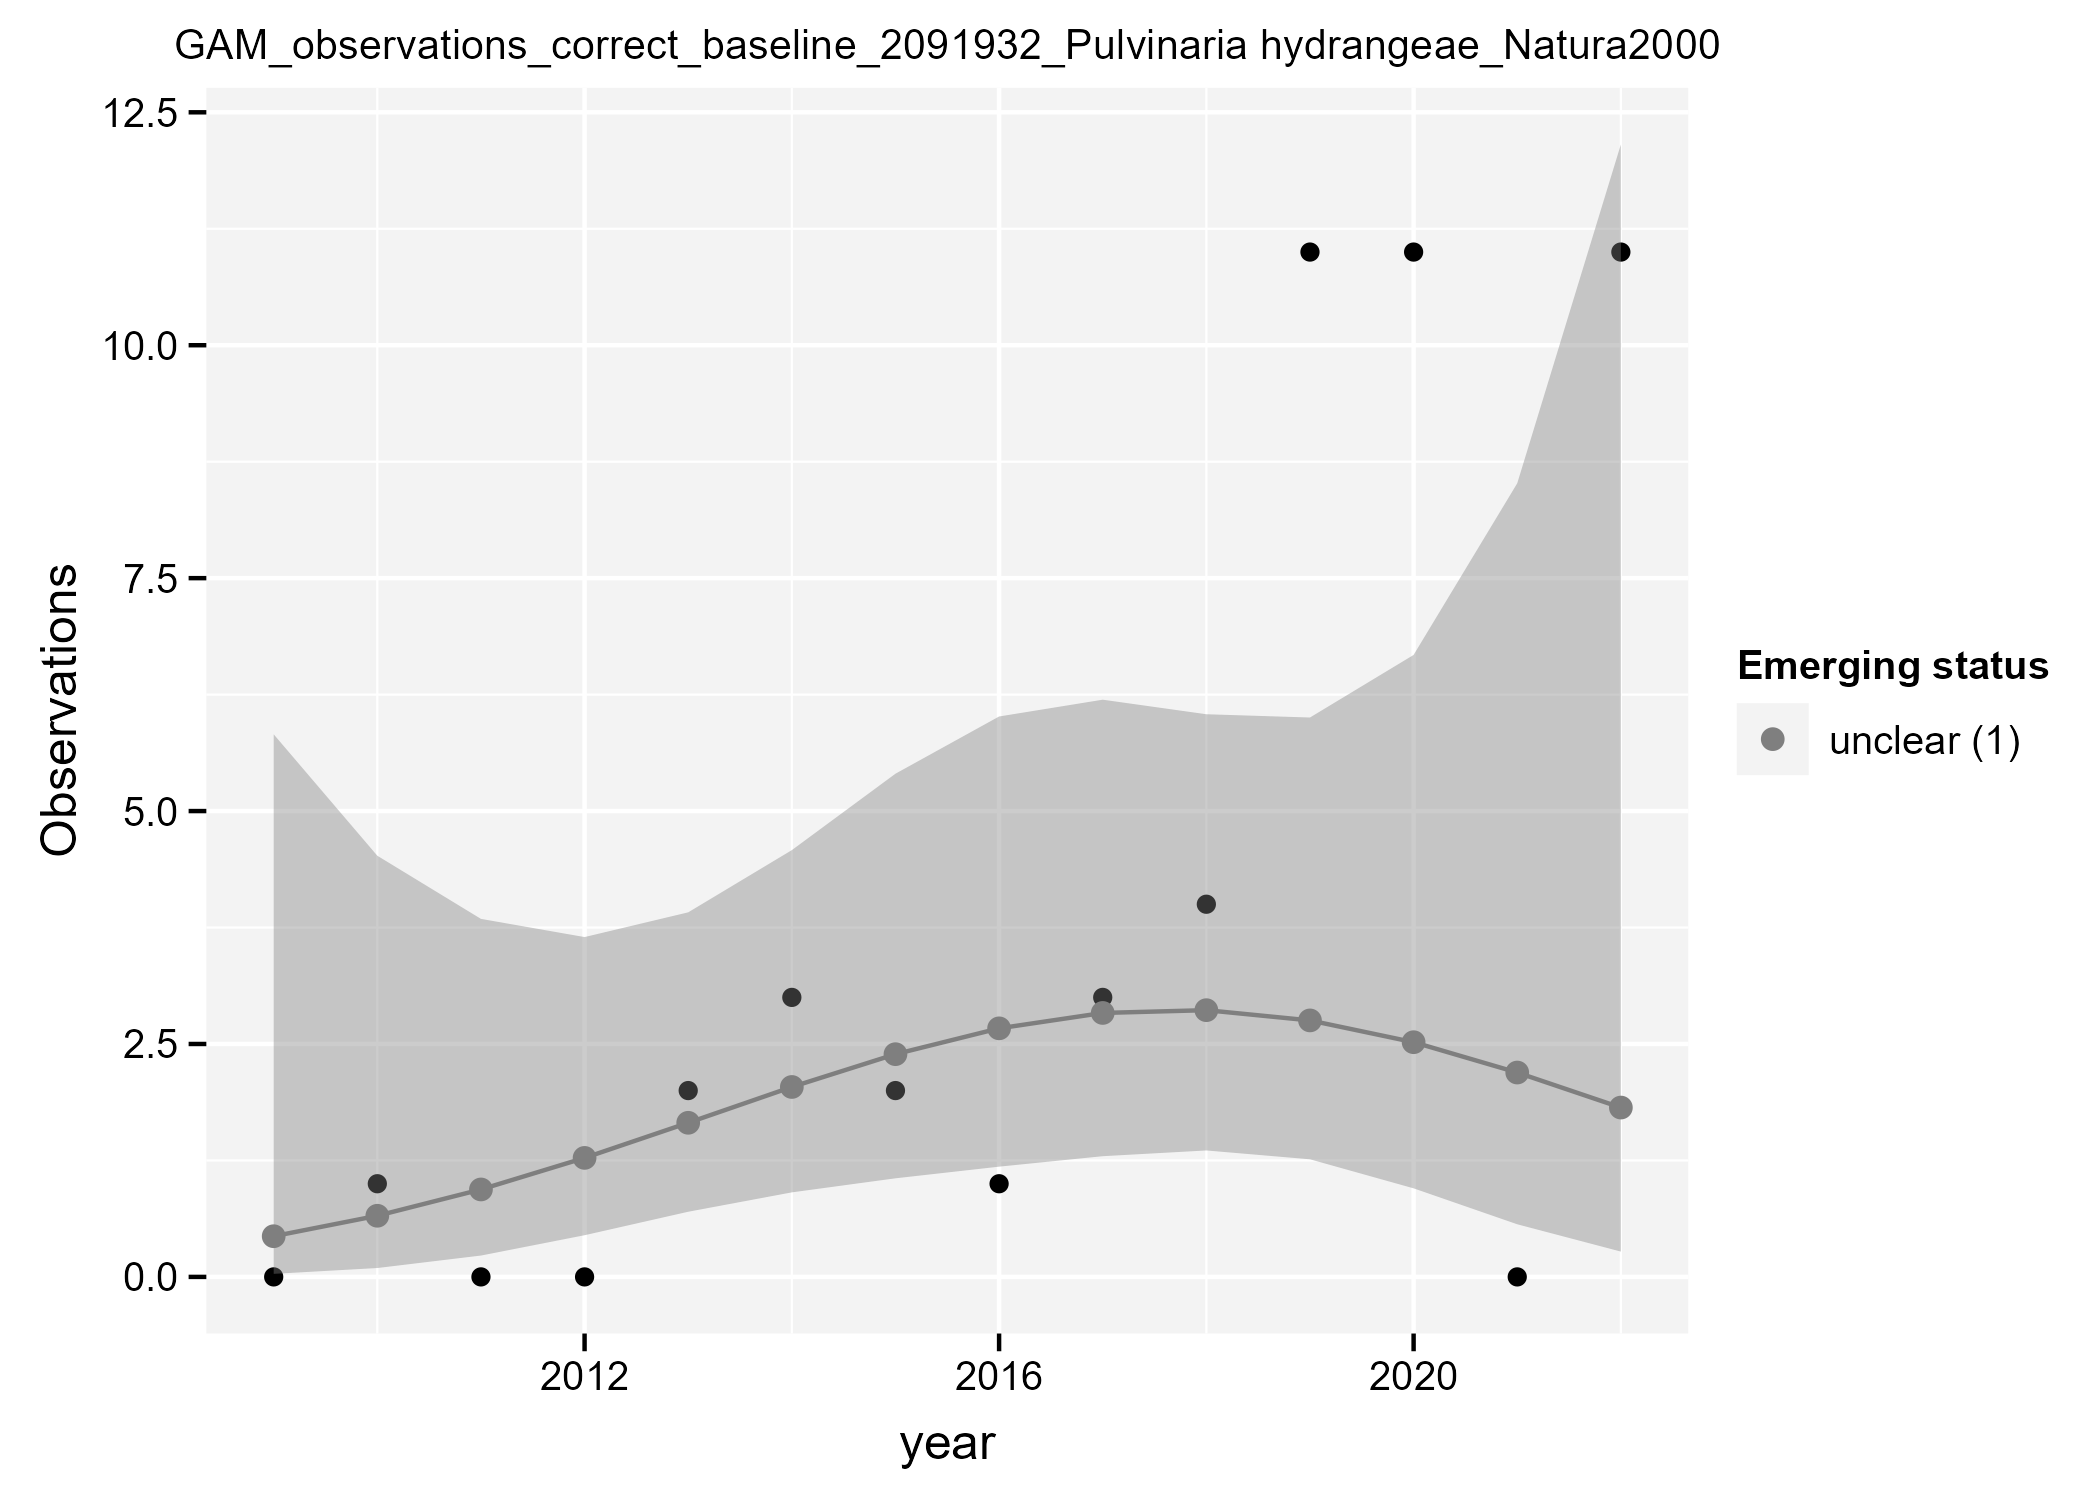 GAM_observations_correct_baseline_2091932_Pulvinaria hydrangeae_Natura2000
12.5
10.0
7.5
5.0
2.5
0.0
Observations
2012
2016
2020
year
Emerging status
unclear (1)